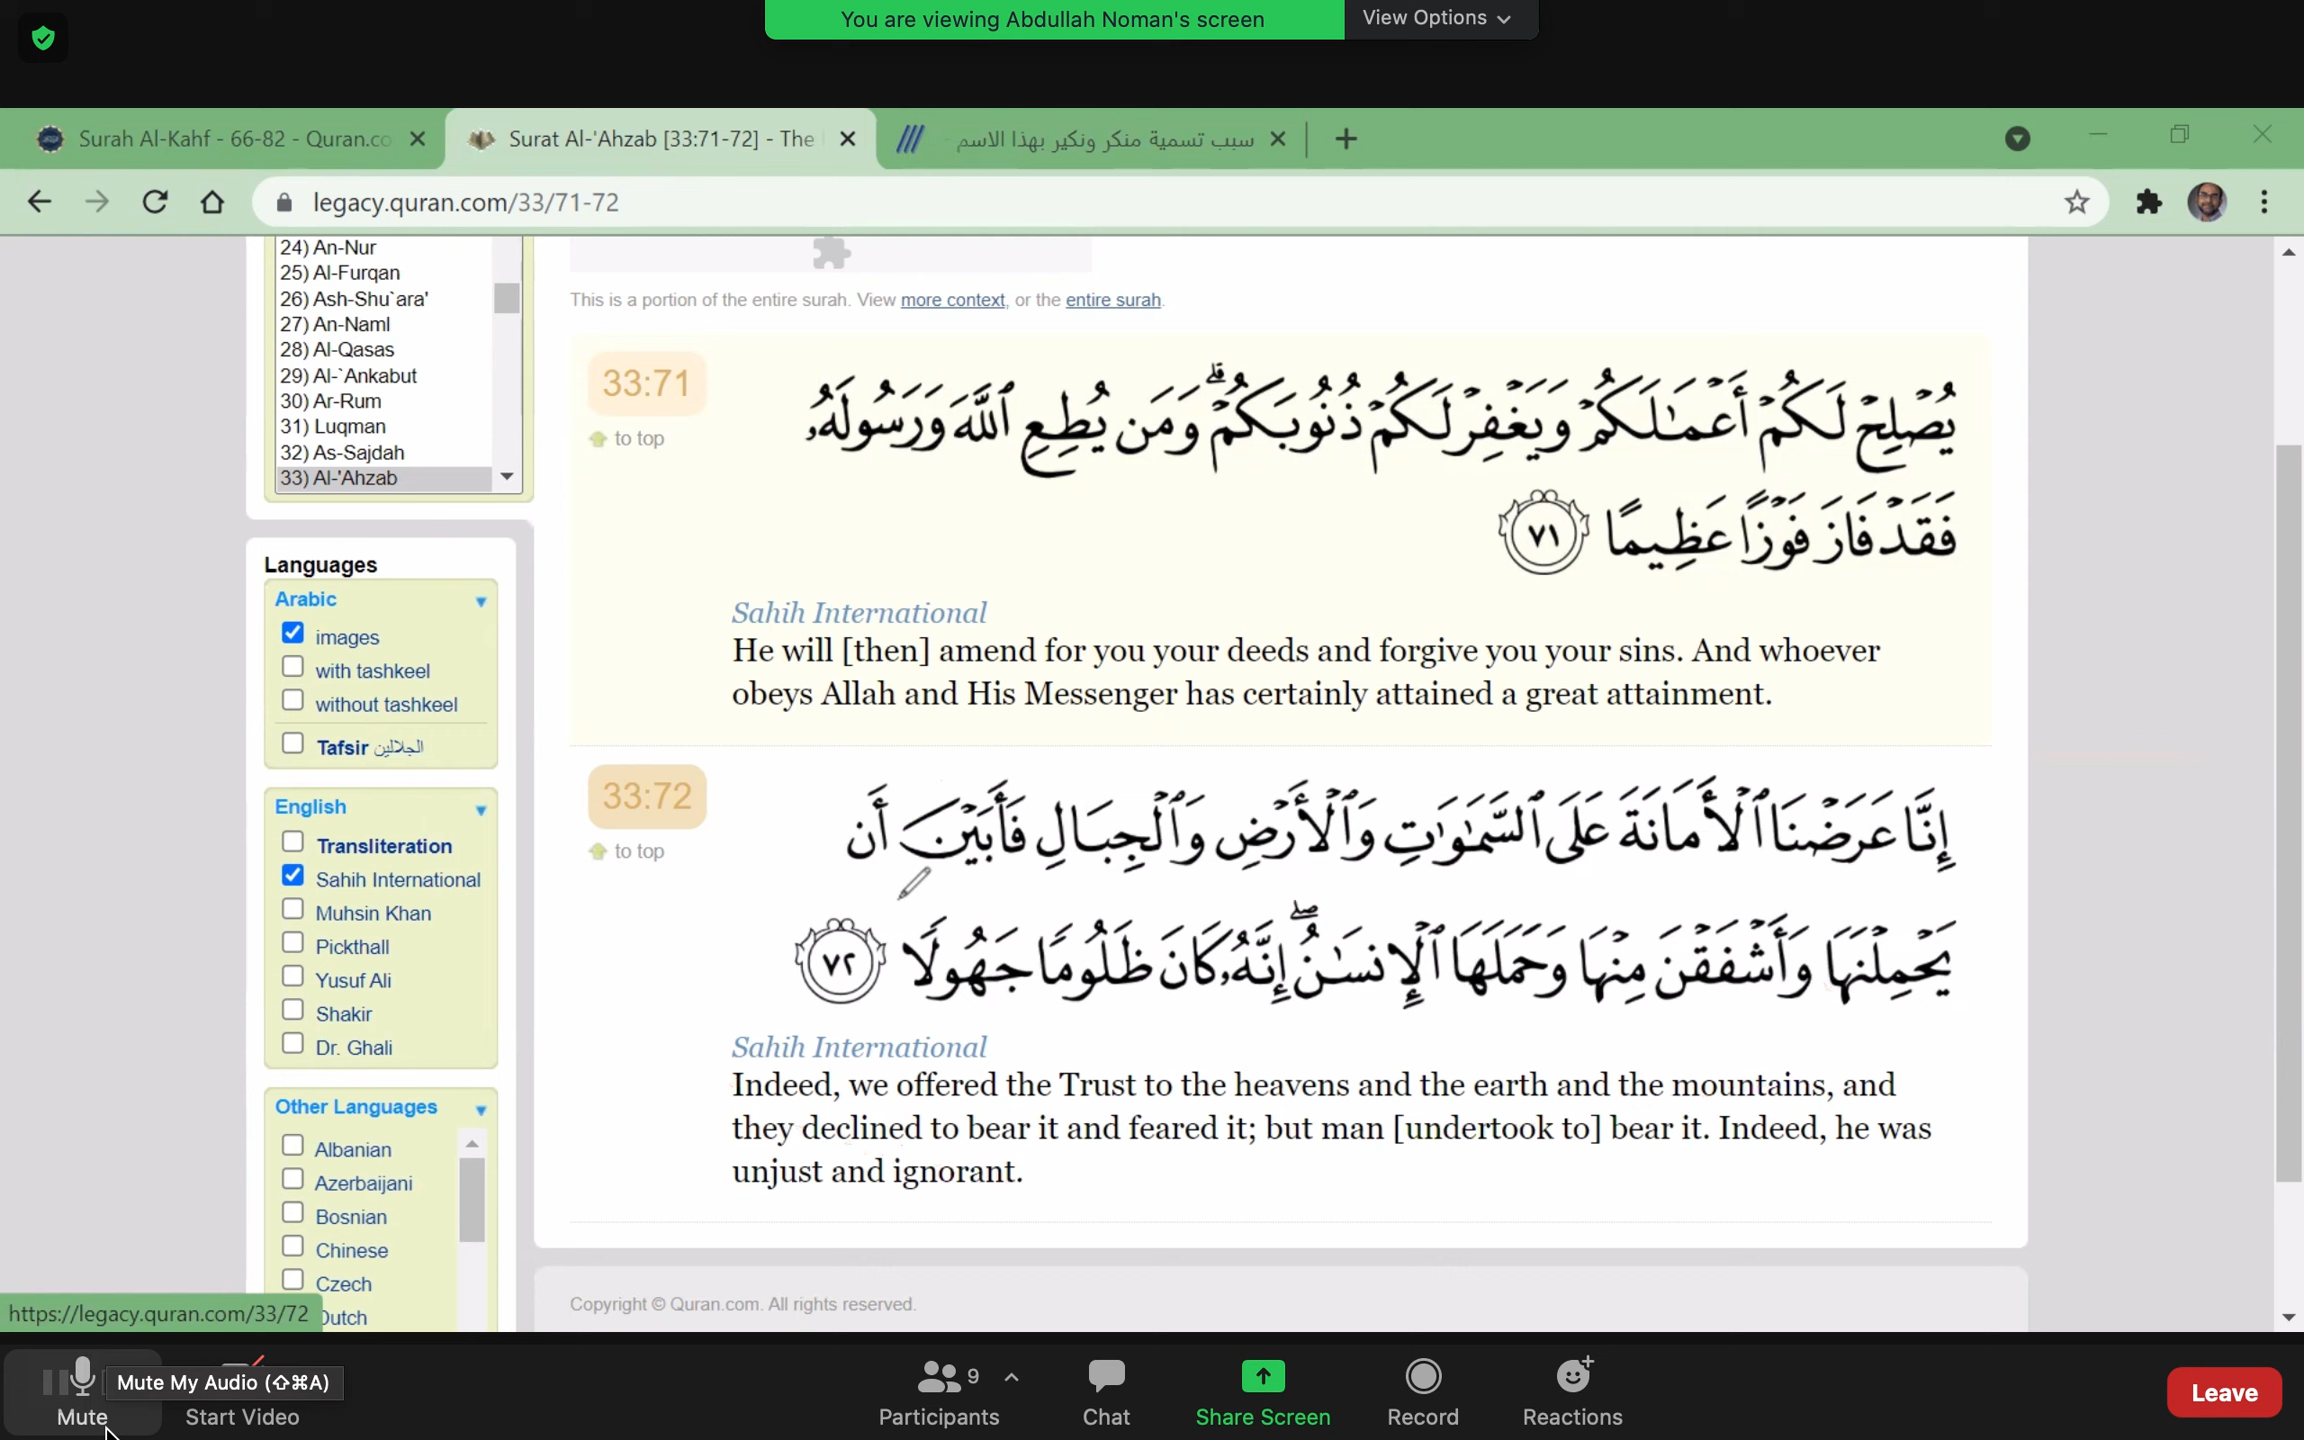 You are viewing Abdullah Noman's screen
View Options
Surah Al-Kahf - 66-82 - Quran.co
Surat Al-'Ahzab [33:71-72] - The
سبب تسمية منكر ونكير بهذا الاسم -
legacy.quran.com/33/71-72
24) An-Nur
25) Al-Furqan
26) Ash-Shu`ara'
27) An-Naml
28) Al-Qasas
29) Al-`Ankabut
30) Ar-Rum
31) Luqman
32) As-Sajdah
33) Al-'Ahzab
Languages
Arabic
images
with tashkeel
without tashkeel
Tafsir الجلالين
English
Transliteration
Sahih International
Muhsin Khan
Pickthall
Yusuf Ali
Shakir
Dr. Ghali
Other Languages
Albanian
Azerbaijani
Bosnian
Chinese
Czech
Dutch
https://legacy.quran.com/33/72
This is a portion of the entire surah. View more context, or the entire surah.
33:71
to top
يُصْلِحْ لَكُمْ أَعْمَٰلَكُمْ وَيَغْفِرْ لَكُمْ ذُنُوبَكُمْ ۗ وَمَن يُطِعِ ٱللَّهَ وَرَسُولَهُۥ
فَقَدْ فَازَ فَوْزًا عَظِيمًا ٧١
Sahih International
He will [then] amend for you your deeds and forgive you your sins. And whoever
obeys Allah and His Messenger has certainly attained a great attainment.
33:72
to top
إِنَّا عَرَضْنَا ٱلْأَمَانَةَ عَلَى ٱلسَّمَٰوَٰتِ وَٱلْأَرْضِ وَٱلْجِبَالِ فَأَبَيْنَ أَن
يَحْمِلْنَهَا وَأَشْفَقْنَ مِنْهَا وَحَمَلَهَا ٱلْإِنسَٰنُ ۖ إِنَّهُۥ كَانَ ظَلُومًا جَهُولًا ٧٢
Sahih International
Indeed, we offered the Trust to the heavens and the earth and the mountains, and
they declined to bear it and feared it; but man [undertook to] bear it. Indeed, he was
unjust and ignorant.
Copyright © Quran.com. All rights reserved.
Mute My Audio (⇧⌘A)
Mute
Start Video
9
Participants
Chat
Share Screen
Record
Reactions
Leave